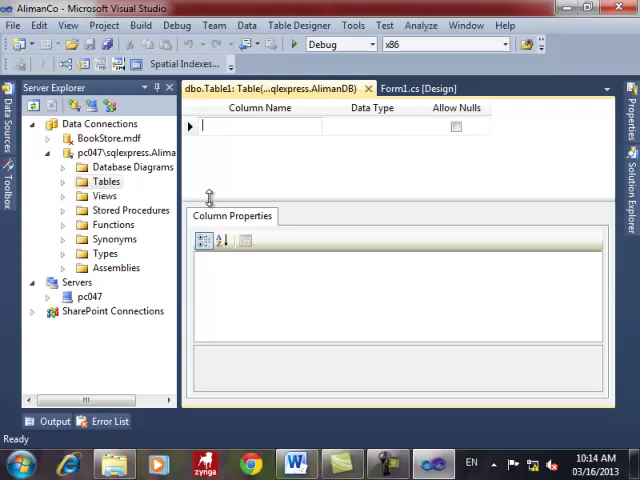 AlimanCo - Microsoft Visual Studio
File Edit View Project Build Debug Team Data Column Table Designer Tools Test Analyze Window Help
Debug x86
Spatial Indexes...
Data Sources
Toolbox
Server Explorer
Data Connections
BookStore.mdf
pc047\sqlexpress.Alima
Database Diagrams
Tables
Views
Stored Procedures
Functions
Synonyms
Types
Assemblies
Servers
pc047
SharePoint Connections
dbo.Table1: Table(...qlexpress.AlimanDB) Form1.cs [Design]
Column Name Data Type Allow Nulls
Column Properties
Properties
Solution Explorer
Output Error List
Ready
zynga
EN
10:14 AM
03/16/2013